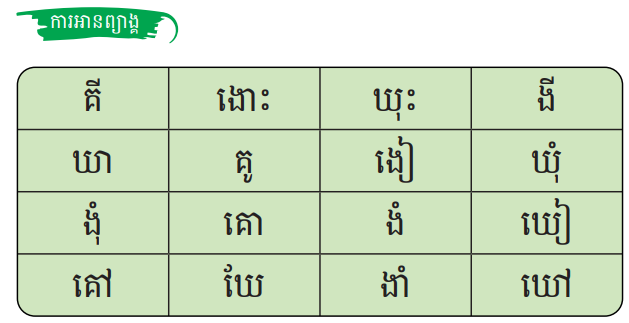 ការអានព្យាង្គ
គី ងោះ ឃុះ ងី
ឃា គូ ងៀ ឃុំ
ងុំ គោ ងំ ឃៀ
គៅ ឃែ ងាំ ឃៅ